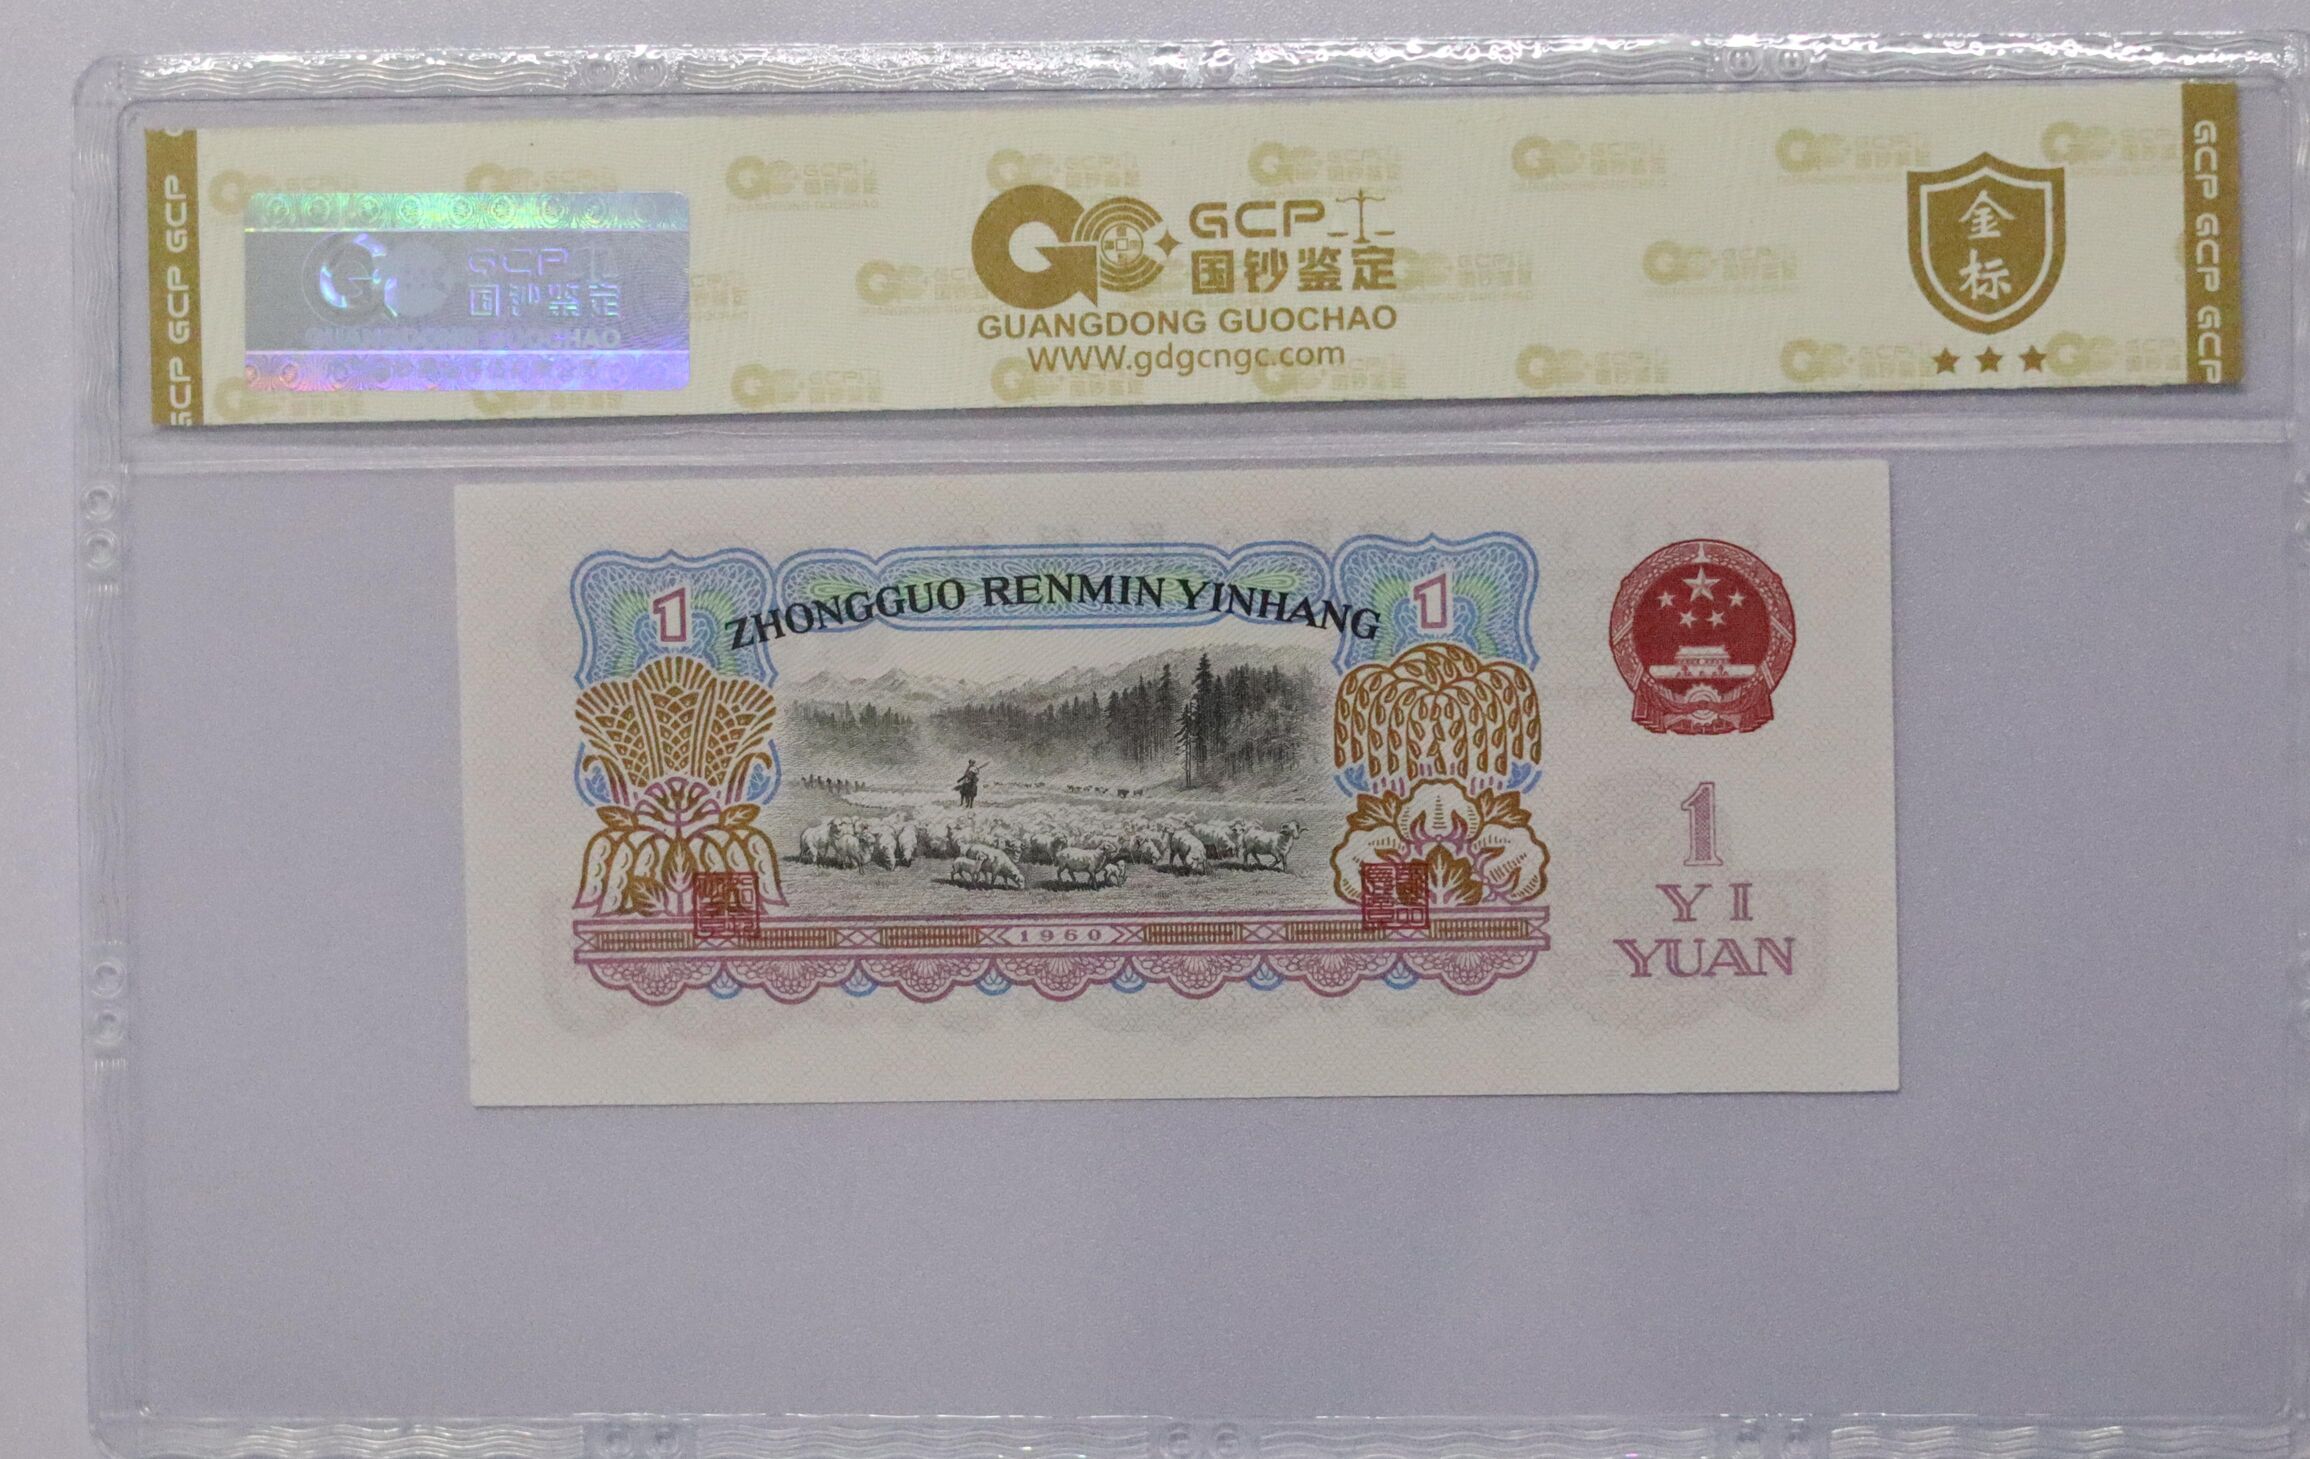 GCP GCP GCP
GCP
国钞鉴定
GUANGDONG GUOCHAO
GCP
国钞鉴定
GUANGDONG GUOCHAO
WWW.gdgcngc.com
金
标
GCP GCP GCP
1
ZHONGGUO RENMIN YINHANG
1
1960
1
YI
YUAN